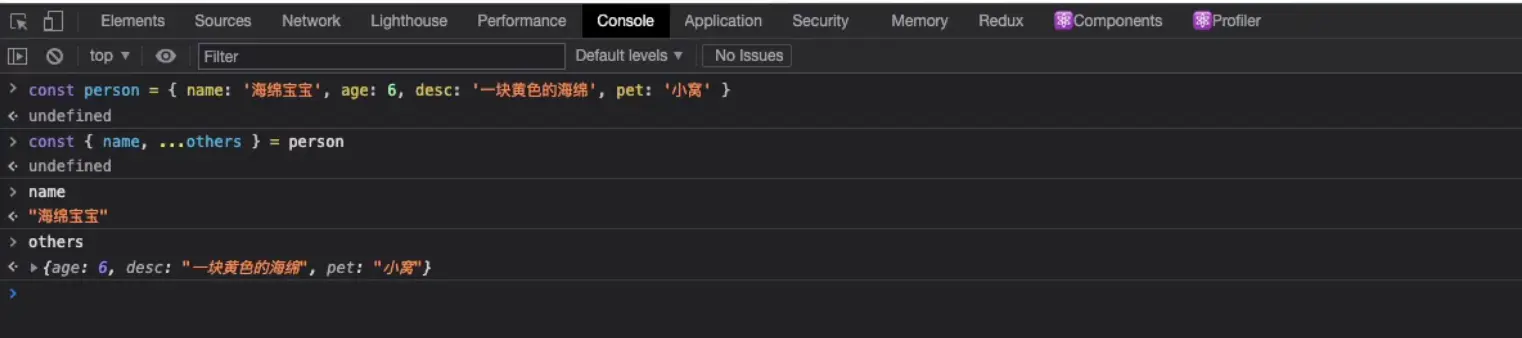 Elements Sources Network Lighthouse Performance Console Application Security Memory Redux ⚛Components ⚛Profiler
top ▼ Filter Default levels ▼ No Issues
> const person = { name: '海绵宝宝', age: 6, desc: '一块黄色的海绵', pet: '小窝' }
undefined
> const { name, ...others } = person
undefined
> name
"海绵宝宝"
> others
▶{age: 6, desc: "一块黄色的海绵", pet: "小窝"}
>